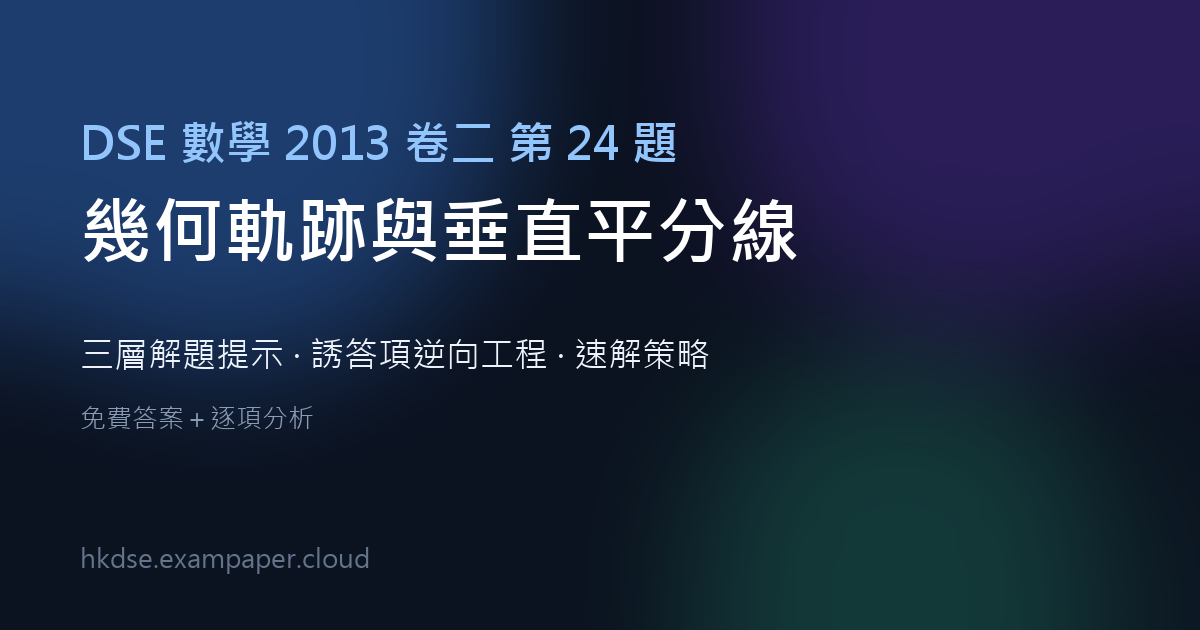 DSE 數學 2013 卷二 第 24 題
幾何軌跡與垂直平分線
三層解題提示 · 誘答項逆向工程 · 速解策略
免費答案 + 逐項分析
hkdse.exampaper.cloud